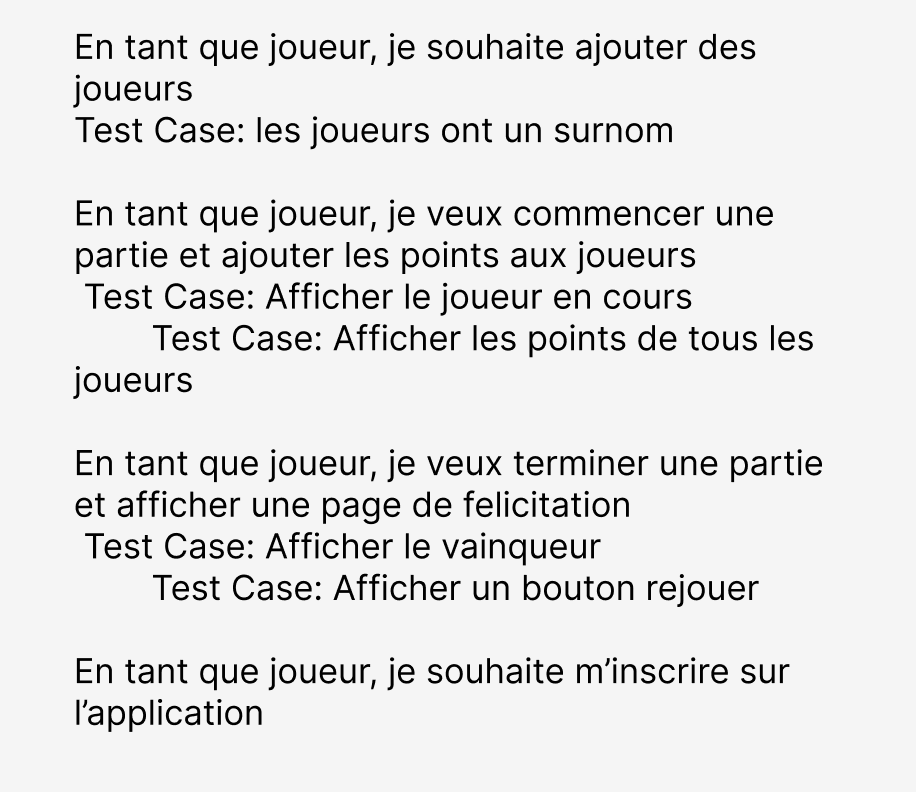 En tant que joueur, je souhaite ajouter des
joueurs
Test Case: les joueurs ont un surnom
En tant que joueur, je veux commencer une
partie et ajouter les points aux joueurs
Test Case: Afficher le joueur en cours
Test Case: Afficher les points de tous les
joueurs
En tant que joueur, je veux terminer une partie
et afficher une page de felicitation
Test Case: Afficher le vainqueur
Test Case: Afficher un bouton rejouer
En tant que joueur, je souhaite m’inscrire sur
l’application